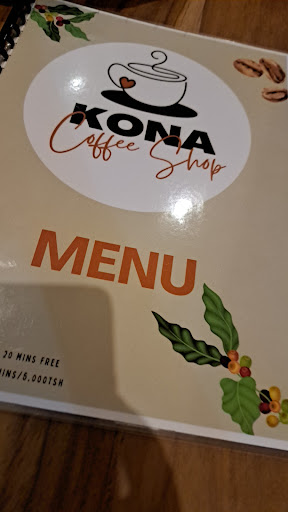 KONA
Coffee Shop
MENU
30 MINS FREE
MINS/5,000TSH